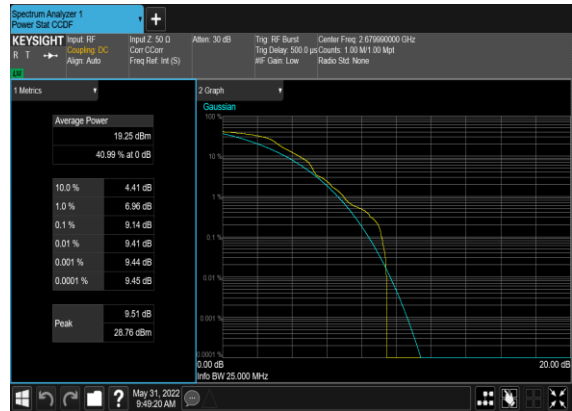 Spectrum Analyzer 1
Power Stat CCDF
+
KEYSIGHT
R T
LV
Input: RF
Coupling: DC
Align: Auto
Input Z: 50 Ω
Corr CCorr
Freq Ref: Int (S)
Atten: 30 dB
Trig: RF Burst
Trig Delay: 500.0 µs
#IF Gain: Low
Center Freq: 2.679990000 GHz
Counts: 1.00 M/1.00 Mpt
Radio Std: None
1 Metrics
Average Power
19.25 dBm
40.99 % at 0 dB
10.0 % 4.41 dB
1.0 % 6.96 dB
0.1 % 9.14 dB
0.01 % 9.41 dB
0.001 % 9.44 dB
0.0001 % 9.45 dB
Peak
9.51 dB
28.76 dBm
2 Graph
Gaussian
100 %
10 %
1 %
0.1 %
0.01 %
0.001 %
0.0001 %
0.00 dB
20.00 dB
Info BW 25.000 MHz
?
May 31, 2022
9:49:20 AM